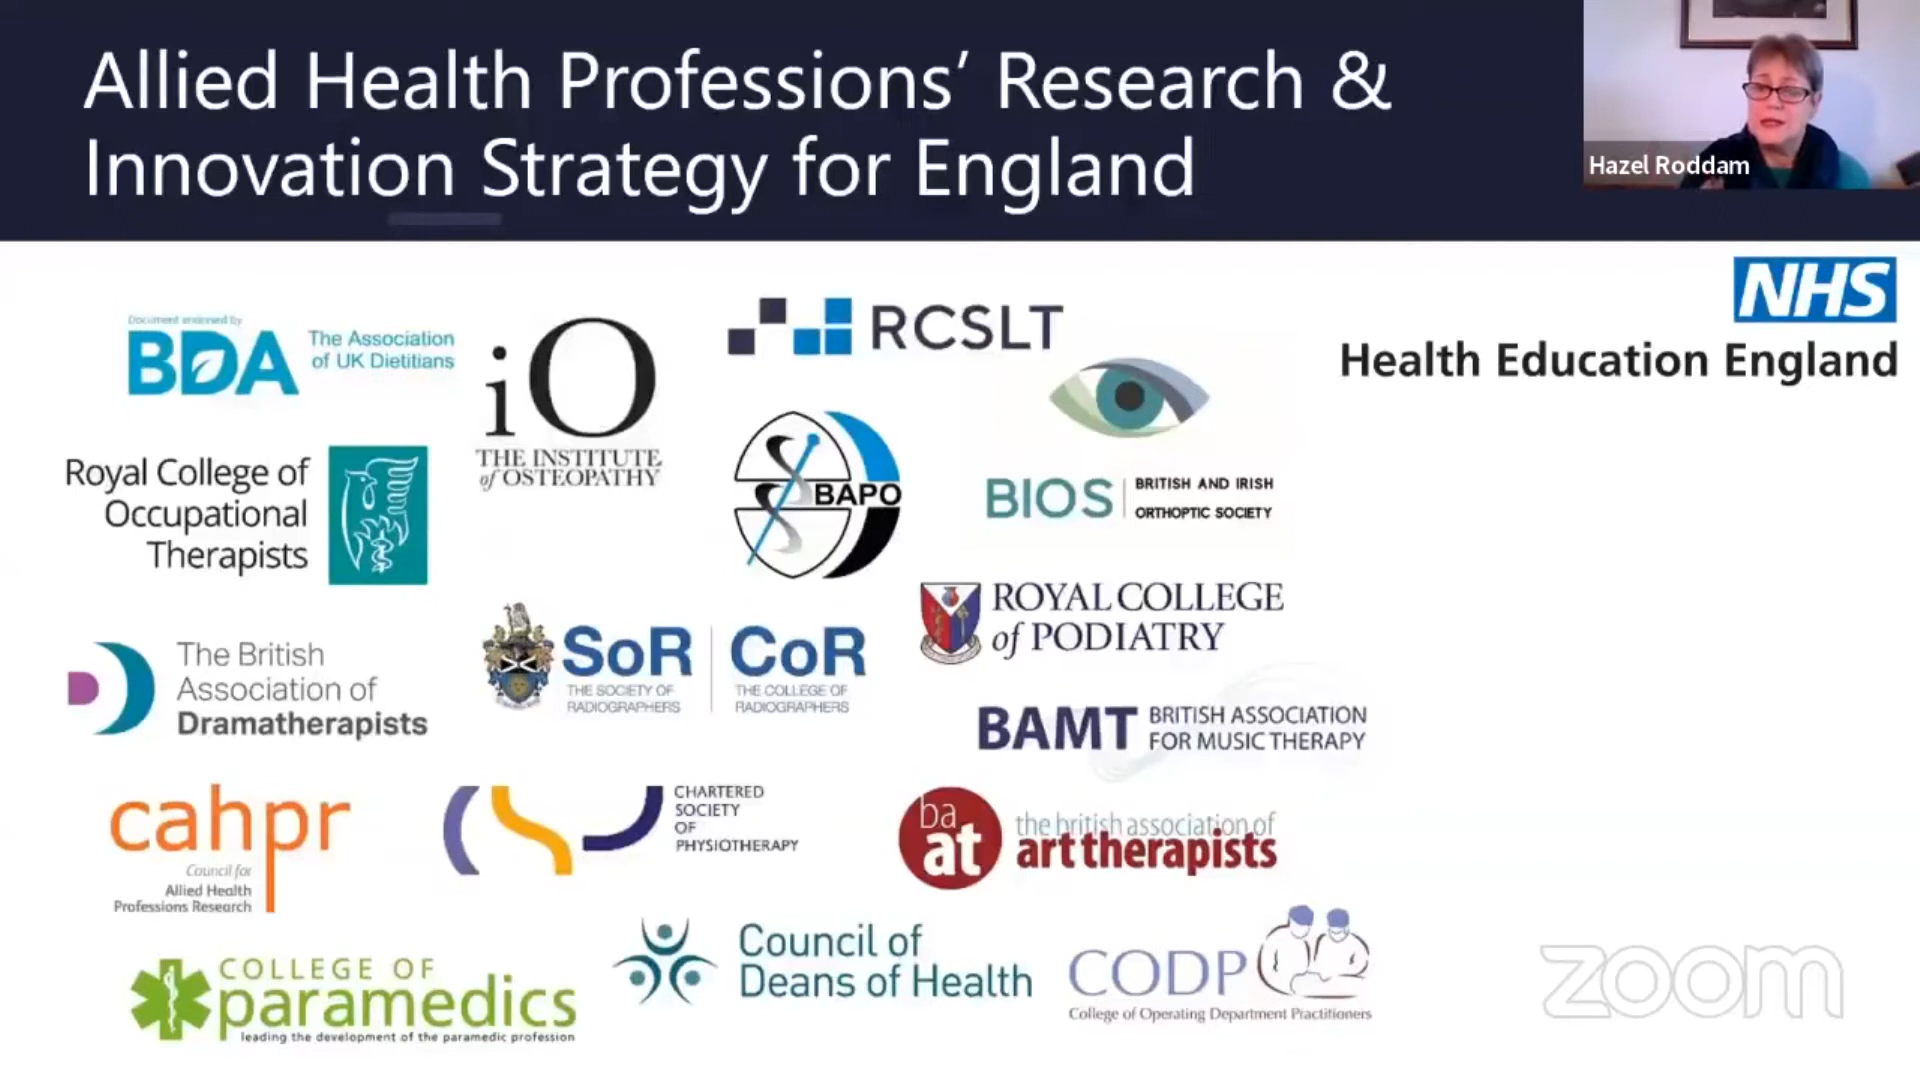 Allied Health Professions’ Research &
Innovation Strategy for England
Hazel Roddam
NHS
Health Education England
Document endorsed by
BDA
The Association
of UK Dietitians
iO
THE INSTITUTE
of OSTEOPATHY
RCSLT
BAPO
BIOS
BRITISH AND IRISH
ORTHOPTIC SOCIETY
Royal College of
Occupational
Therapists
SoR
THE SOCIETY OF
RADIOGRAPHERS
CoR
THE COLLEGE OF
RADIOGRAPHERS
ROYAL COLLEGE
of PODIATRY
The British
Association of
Dramatherapists
BAMT
BRITISH ASSOCIATION
FOR MUSIC THERAPY
cahpr
Council for
Allied Health
Professions Research
CHARTERED
SOCIETY
OF
PHYSIOTHERAPY
ba
at
the british association of
art therapists
COLLEGE OF
paramedics
leading the development of the paramedic profession
Council of
Deans of Health
CODP
College of Operating Department Practitioners
zoom